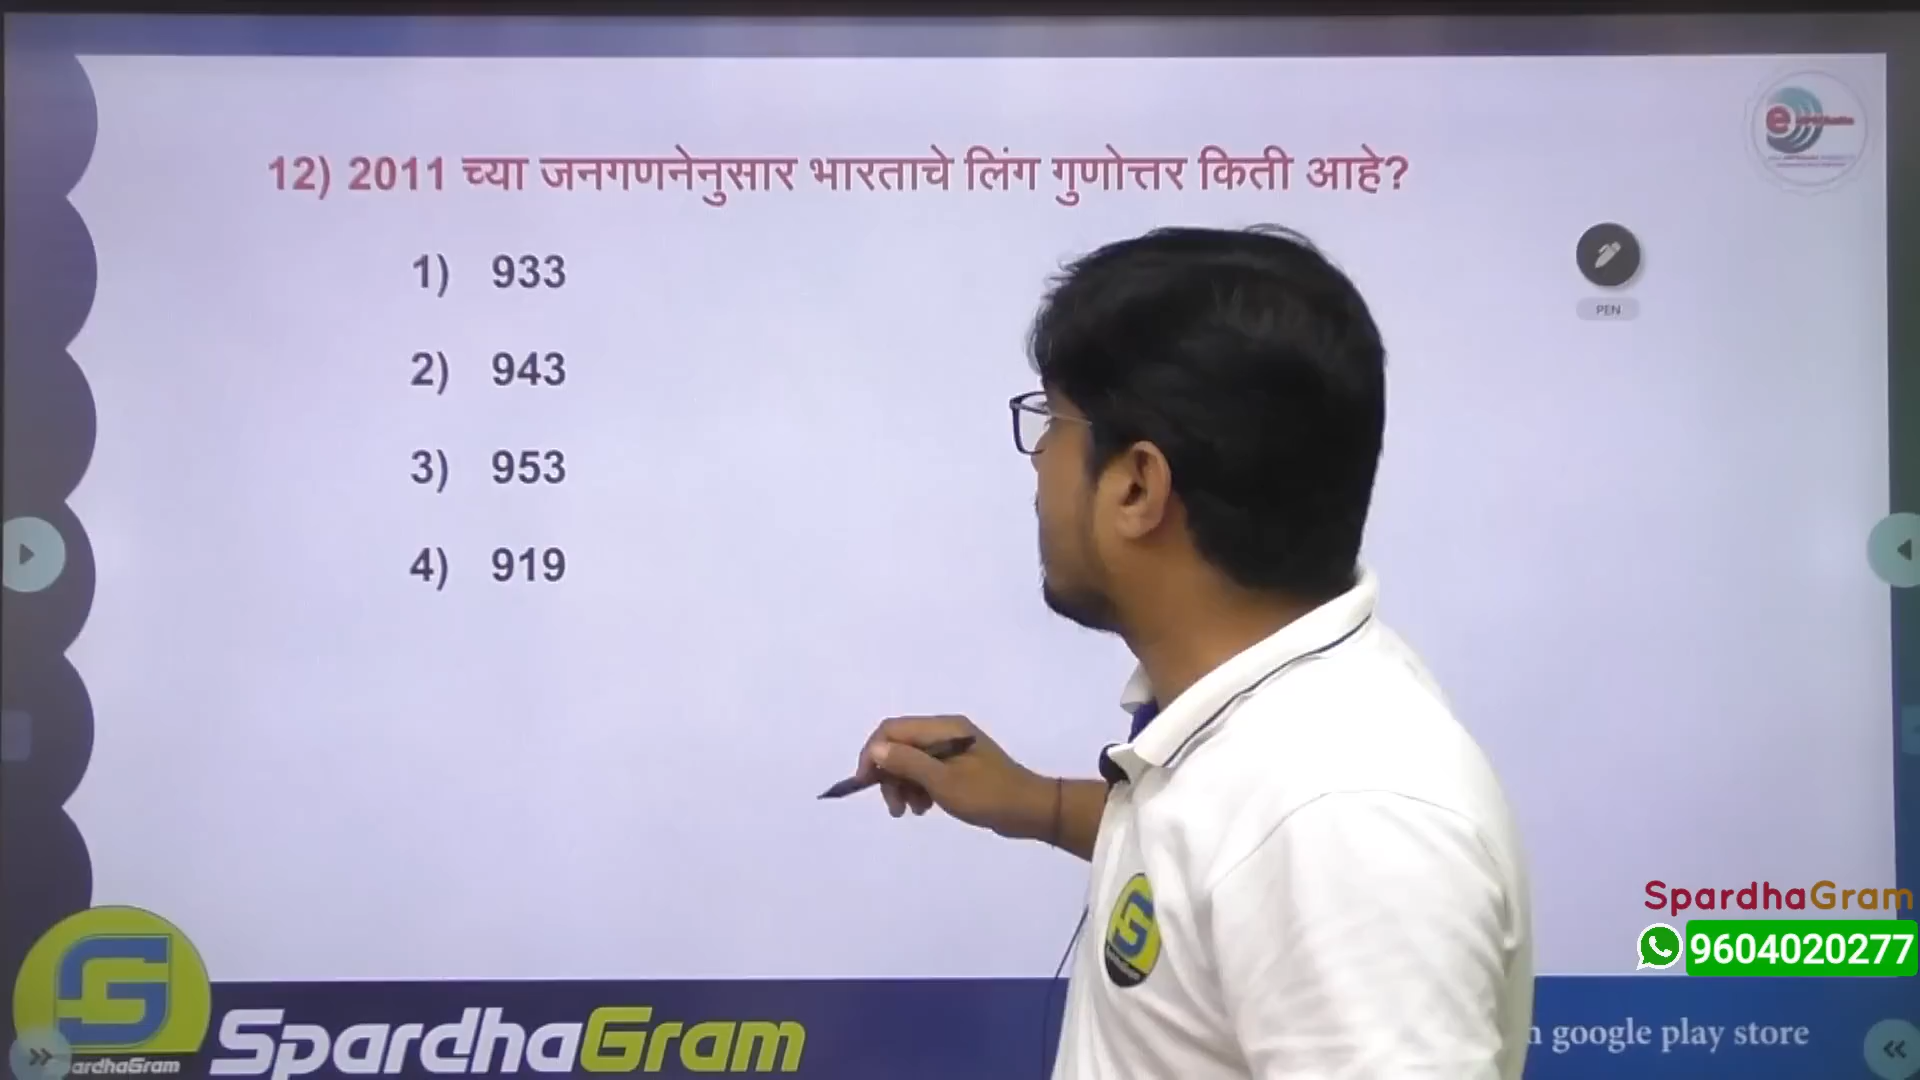 12) 2011 च्या जनगणनेनुसार भारताचे लिंग गुणोत्तर किती आहे?
1) 933
2) 943
3) 953
4) 919
PEN
SpardhaGram
9604020277
ardhaGram
SpardhaGram
google play store